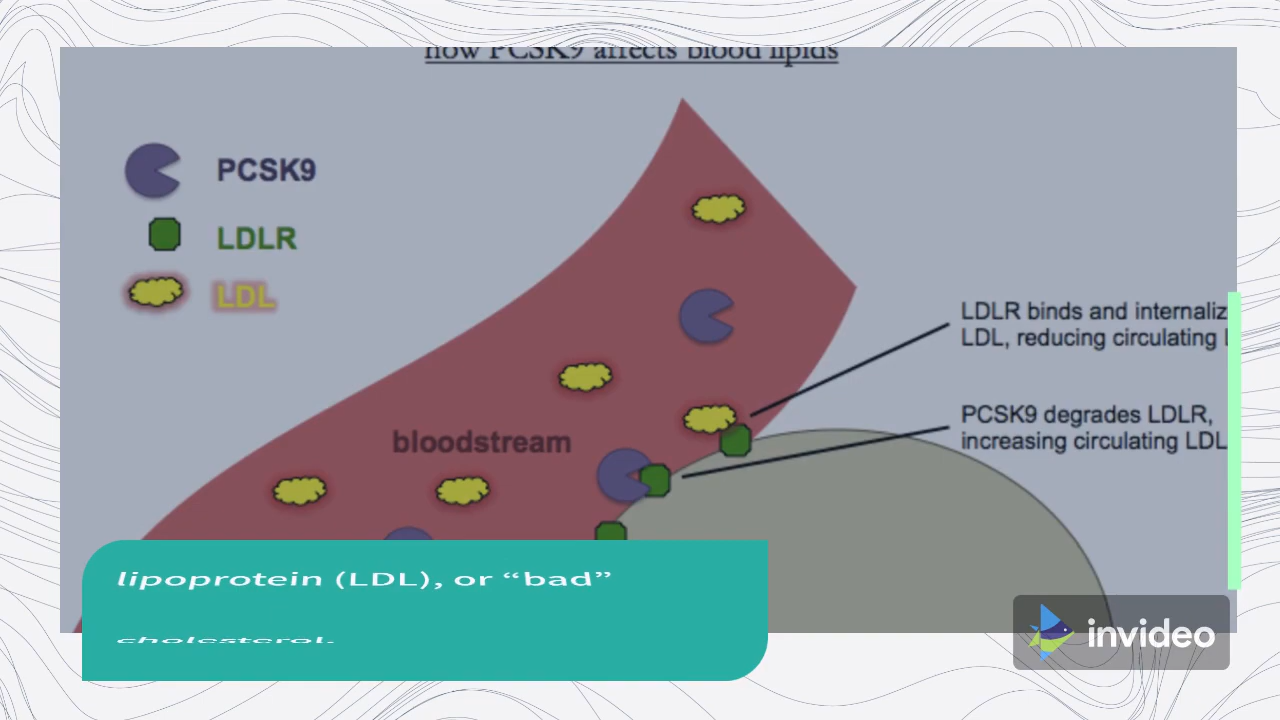 how PCSK9 affects blood lipids
PCSK9
LDLR
LDL
LDLR binds and internaliz
LDL, reducing circulating
PCSK9 degrades LDLR,
increasing circulating LDL
bloodstream
lipoprotein (LDL), or “bad”
cholesterol.
invideo